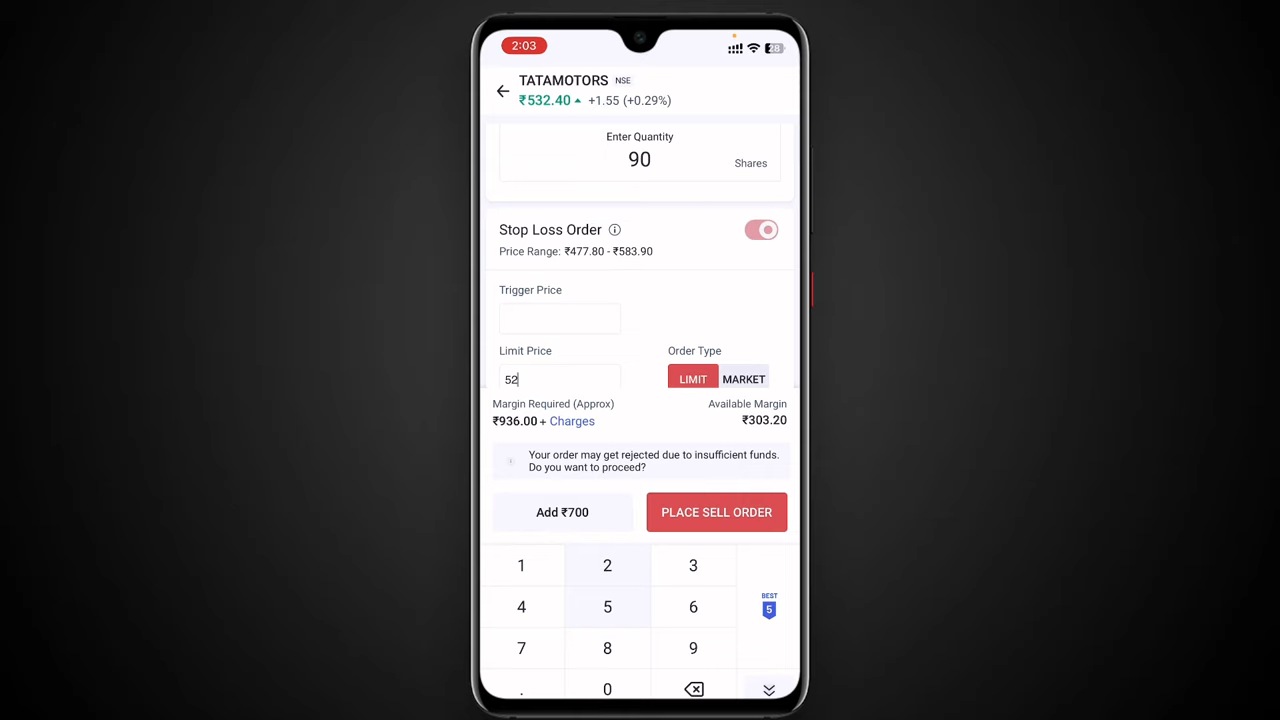 2:03
28
TATAMOTORS NSE
₹532.40 +1.55 (+0.29%)
Enter Quantity
90
Shares
Stop Loss Order
Price Range: ₹477.80 - ₹583.90
Trigger Price
Limit Price
Order Type
52
LIMIT MARKET
Margin Required (Approx)
Available Margin
₹936.00 + Charges
₹303.20
Your order may get rejected due to insufficient funds.
Do you want to proceed?
Add ₹700
PLACE SELL ORDER
1 2 3
BEST
5
4 5 6
7 8 9
. 0